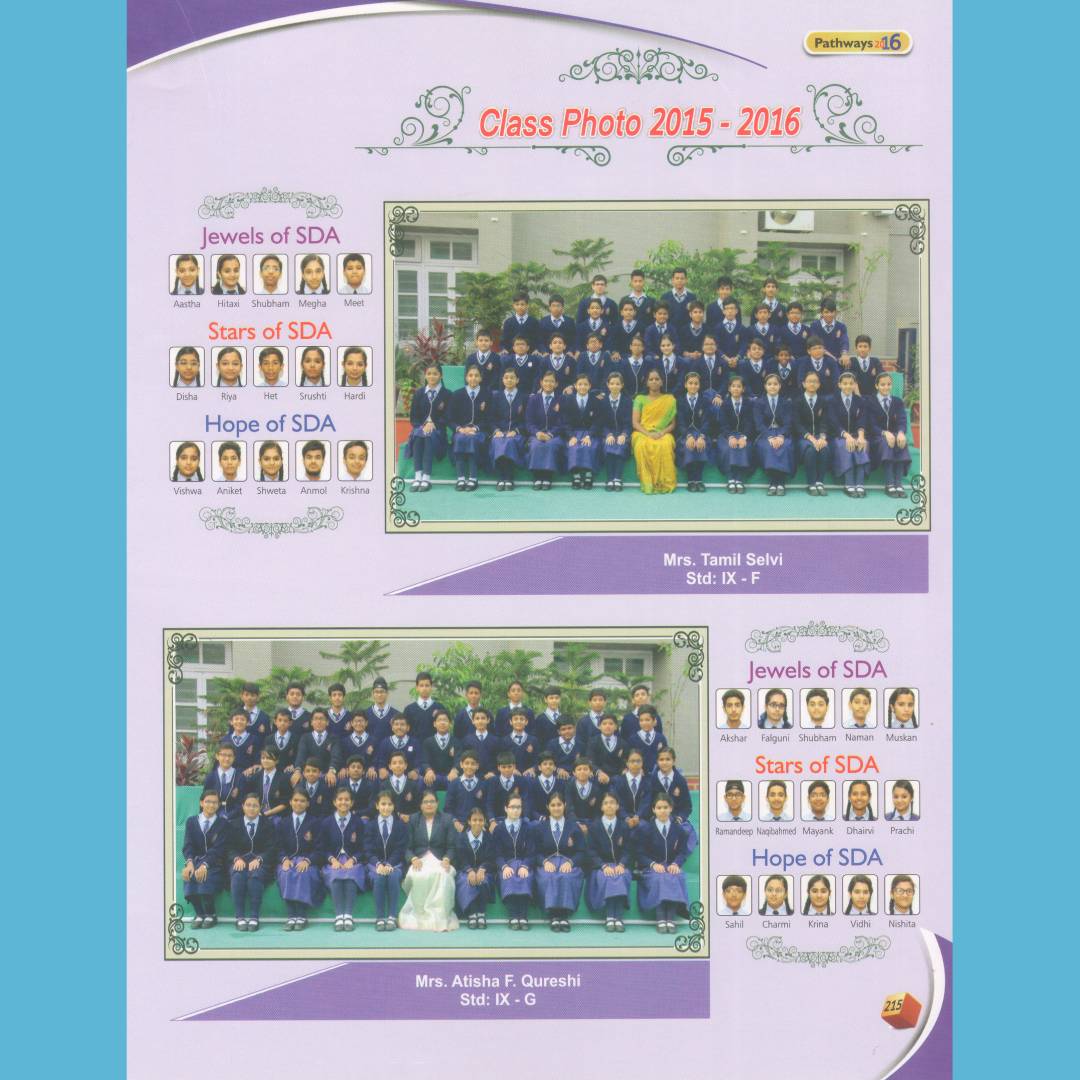 Pathways 2016
Class Photo 2015 - 2016
Jewels of SDA
Aastha Hitaxi Shubham Megha Meet
Stars of SDA
Disha Riya Het Srushti Hardi
Hope of SDA
Vishwa Aniket Shweta Anmol Krishna
Mrs. Tamil Selvi
Std: IX - F
Jewels of SDA
Akshar Falguni Shubham Naman Muskan
Stars of SDA
Ramandeep Naqibahmed Mayank Dhairvi Prachi
Hope of SDA
Sahil Charmi Krina Vidhi Nishita
Mrs. Atisha F. Qureshi
Std: IX - G
215